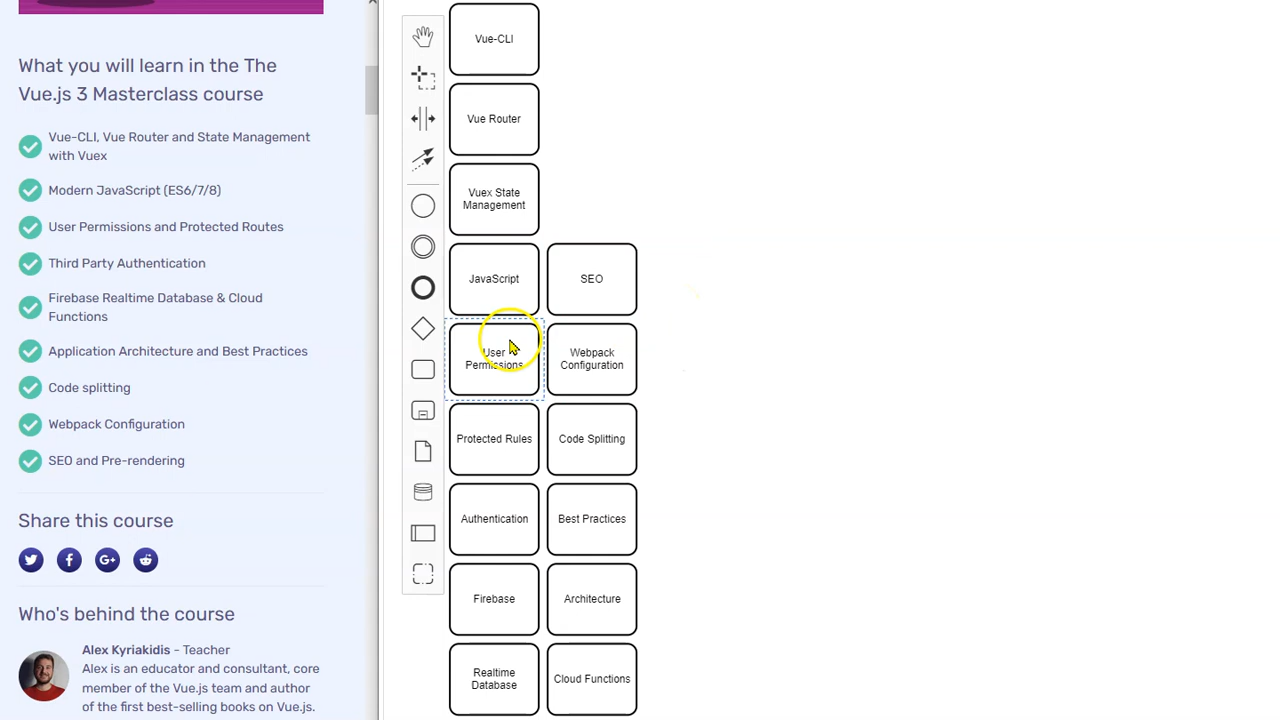 What you will learn in the The
Vue.js 3 Masterclass course
Vue-CLI, Vue Router and State Management
with Vuex
Modern JavaScript (ES6/7/8)
User Permissions and Protected Routes
Third Party Authentication
Firebase Realtime Database & Cloud
Functions
Application Architecture and Best Practices
Code splitting
Webpack Configuration
SEO and Pre-rendering
Share this course
Who's behind the course
Alex Kyriakidis - Teacher
Alex is an educator and consultant, core
member of the Vue.js team and author
of the first best-selling books on Vue.js.
Vue-CLI
Vue Router
Vuex State
Management
JavaScript
SEO
User
Permissions
Webpack
Configuration
Protected Rules
Code Splitting
Authentication
Best Practices
Firebase
Architecture
Realtime
Database
Cloud Functions